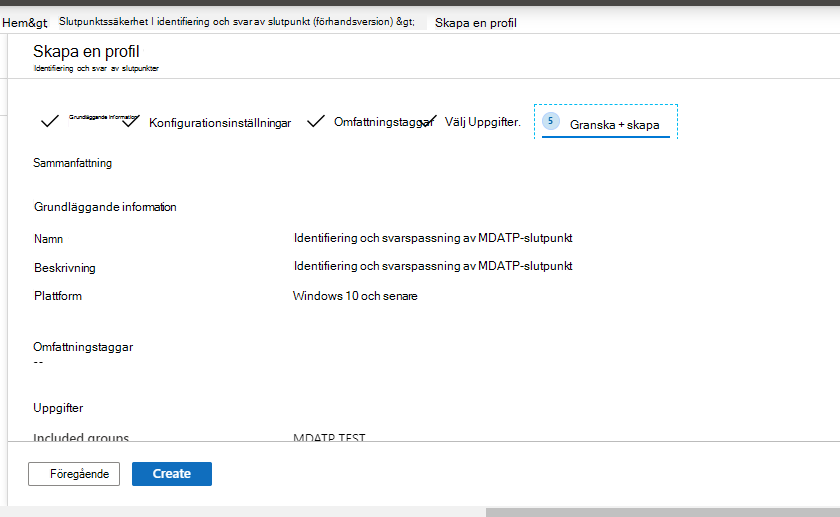 Hem&gt Slutpunktssäkerhet I identifiering och svar av slutpunkt (förhandsversion) &gt; Skapa en profil
Skapa en profil
Identifiering och svar av slutpunkter
Grundläggande information Konfigurationsinställningar Omfattningstaggar Välj Uppgifter. 5 Granska + skapa
Sammanfattning
Grundläggande information
Namn Identifiering och svarspassning av MDATP-slutpunkt
Beskrivning Identifiering och svarspassning av MDATP-slutpunkt
Plattform Windows 10 och senare
Omfattningstaggar
--
Uppgifter
Included groups MDATP TEST
Föregående Create